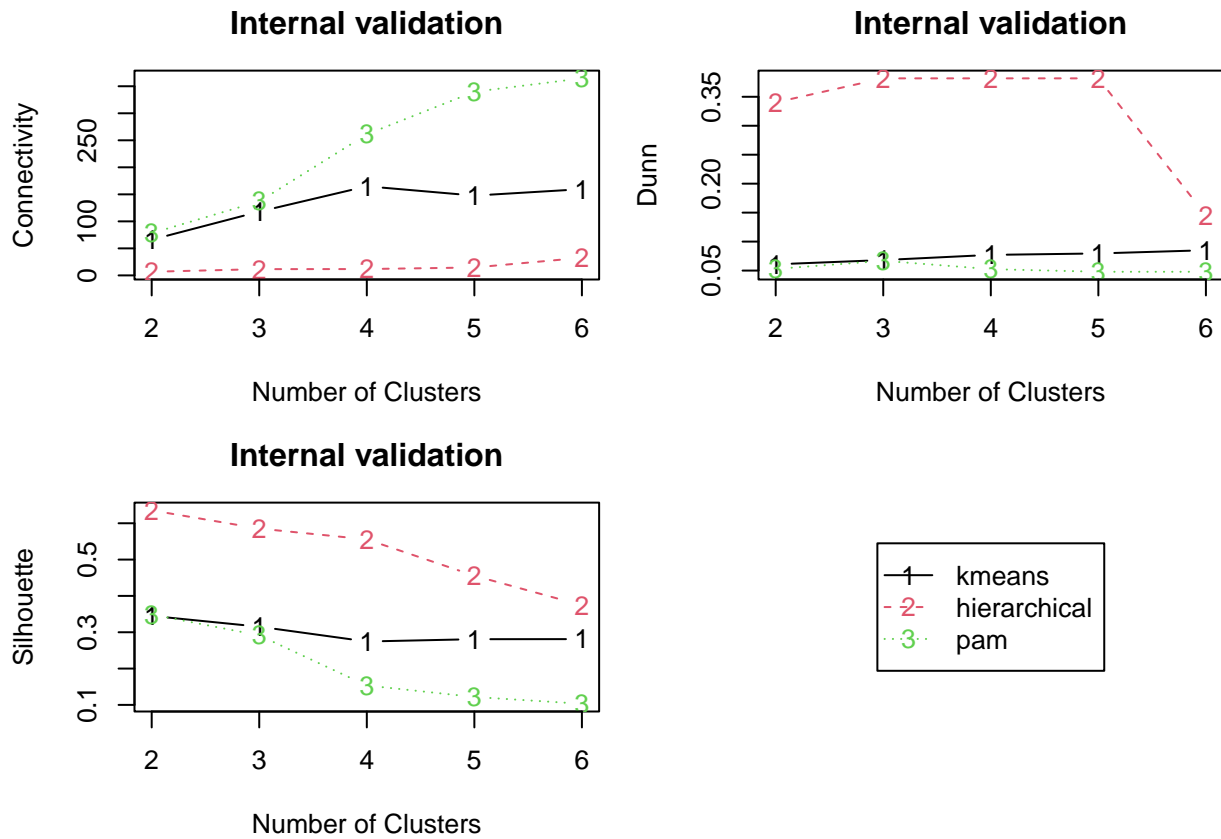 Internal validation
Connectivity
0 100 250
2 3 4 5 6
Number of Clusters
1 1 1 1 1
2 2 2 2 2
3 3 3 3 3
Internal validation
Dunn
0.05 0.20 0.35
2 3 4 5 6
Number of Clusters
1 1 1 1 1
2 2 2 2 2
3 3 3 3 3
Internal validation
Silhouette
0.1 0.3 0.5
2 3 4 5 6
Number of Clusters
1 1 1 1 1
2 2 2 2 2
3 3 3 3 3
1 kmeans
2 hierarchical
3 pam